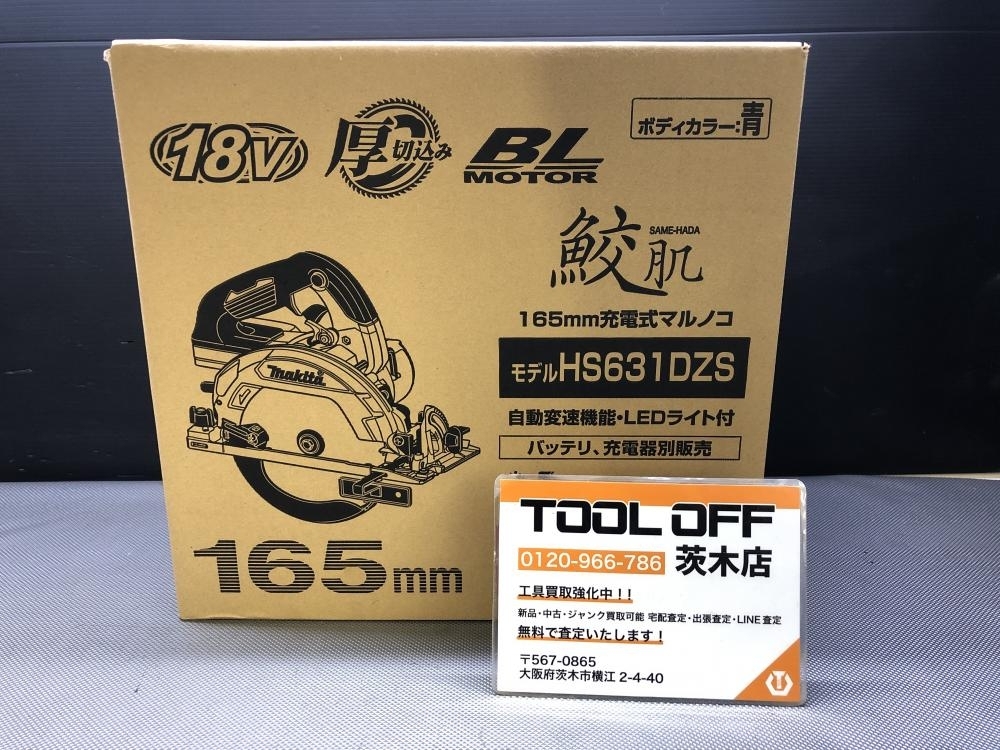 18V
厚切込み
BL
MOTOR
ボディカラー:青
鮫肌
SAME-HADA
165mm充電式マルノコ
モデルHS631DZS
自動変速機能・LEDライト付
バッテリ、充電器別販売
makita
165mm
TOOL OFF
0120-966-786 茨木店
工具買取強化中!!
新品・中古・ジャンク買取可能 宅配査定・出張査定・LINE査定
無料で査定いたします!
〒567-0865
大阪府茨木市横江 2-4-40